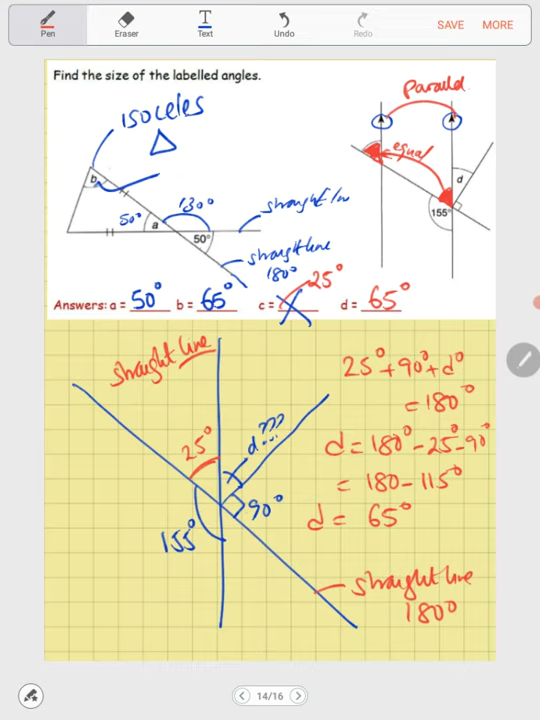 Pen
Eraser
T
Text
Undo
Redo
SAVE
MORE
Find the size of the labelled angles.
isoceles
Parallel
b
50°
a
130°
straight line
50°
straight line
180°
equal
d
155°
25°
Answers: a = 50° b = 65° c = d = 65°
straight line
25°
d???
90°
155°
25° + 90° + d°
= 180°
d = 180° - 25° - 90°
= 180 - 115°
d = 65°
straight line
180°
14/16